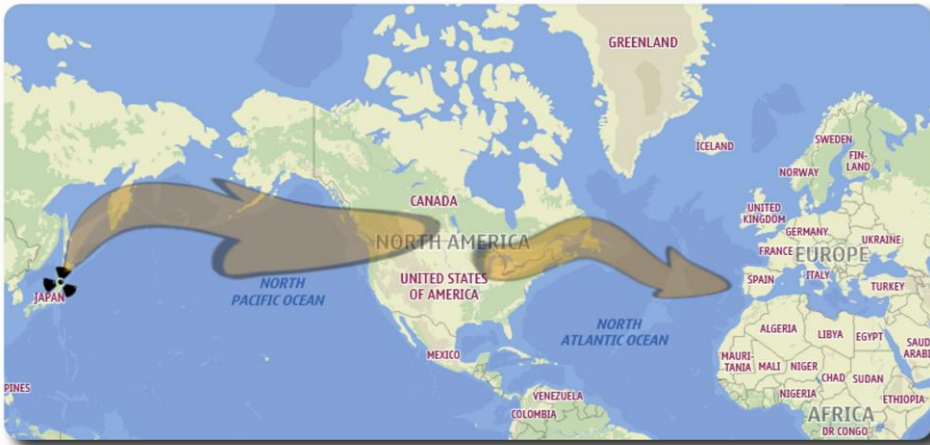 GREENLAND
ICELAND
SWEDEN
FIN-
LAND
NORWAY
CANADA
UNITED
KINGDOM
GERMANY
UKRAINE
FRANCE
EUROPE
NORTH AMERICA
ITALY
SPAIN
TURKEY
UNITED STATES
OF AMERICA
JAPAN
NORTH
PACIFIC OCEAN
NORTH
ATLANTIC OCEAN
ALGERIA
LIBYA
EGYPT
SAUD
ARABI
MEXICO
MAURI-
TANIA
MALI
NIGER
CHAD
SUDAN
PINES
VENEZUELA
NIGERIA
ETHIOPIA
COLOMBIA
AFRICA
DR CONGO